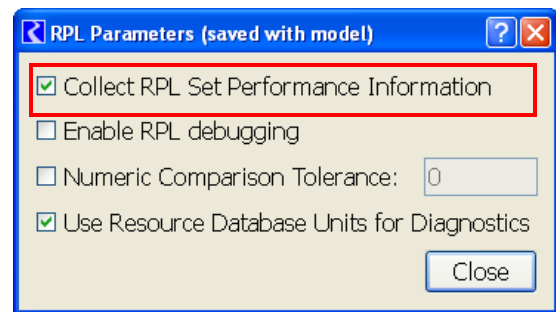 RPL Parameters (saved with model)
Collect RPL Set Performance Information
Enable RPL debugging
Numeric Comparison Tolerance: 0
Use Resource Database Units for Diagnostics
Close